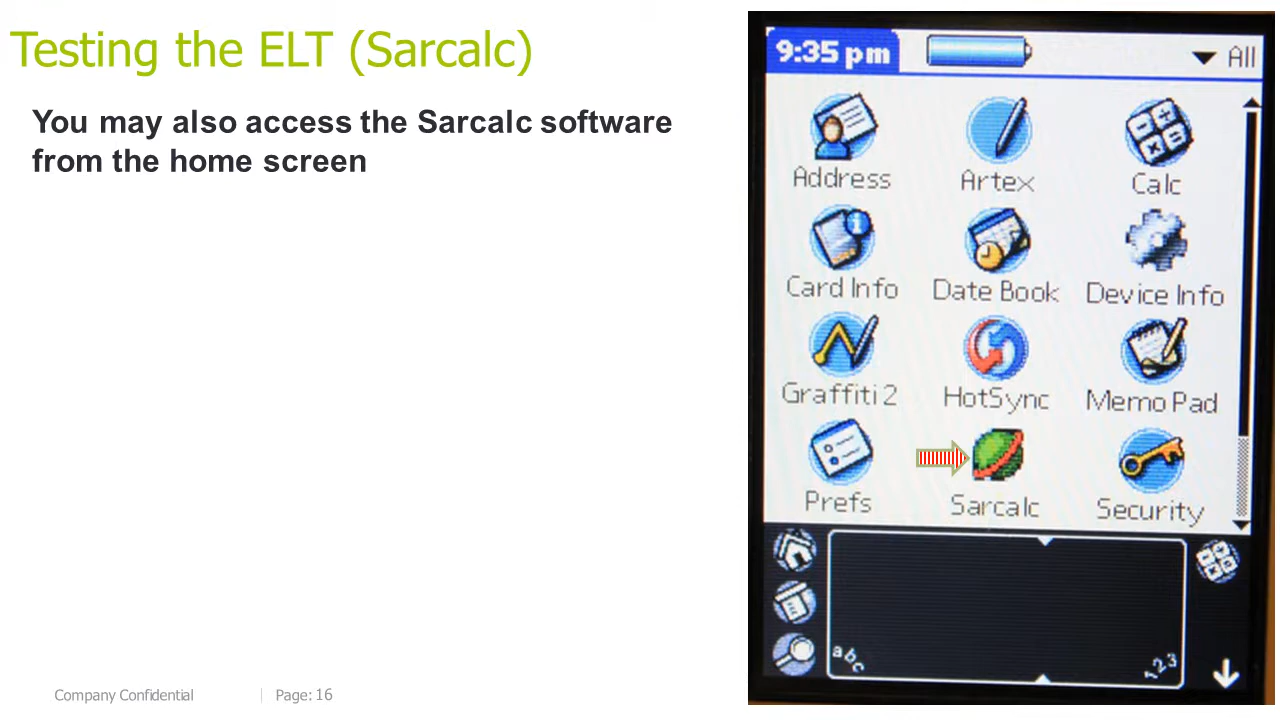 Testing the ELT (Sarcalc)
You may also access the Sarcalc software
from the home screen
9:35 pm
All
Address
Artex
Calc
Card Info
Date Book
Device Info
Graffiti 2
HotSync
Memo Pad
Prefs
Sarcalc
Security
abc
123
Company Confidential
Page: 16